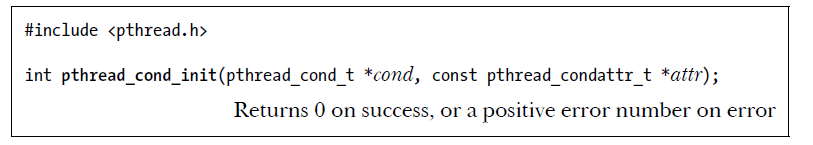 #include <pthread.h>
int pthread_cond_init(pthread_cond_t *cond, const pthread_condattr_t *attr);
Returns 0 on success, or a positive error number on error